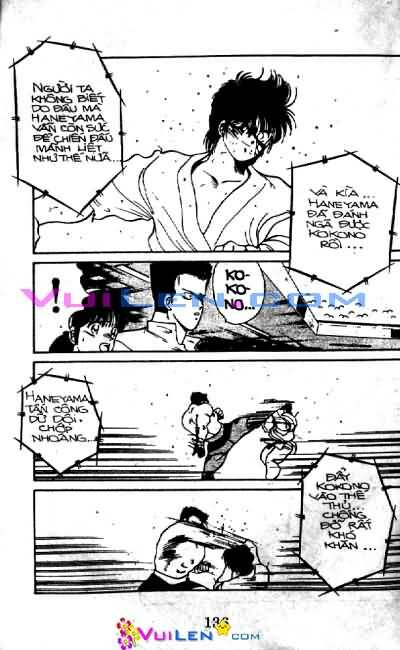 NGƯỜI TA
KHÔNG BIẾT
DO ĐÂU MÀ
HANEYAMA
VẪN CÒN SỨC
ĐỂ CHIẾN ĐẤU
MÃNH LIỆT
NHƯ THẾ NỮA...
VÀ KÌA...
HANEYAMA
ĐÃ ĐÁNH
NGÃ ĐƯỢC
KOKONO
RỒI...
!
KO-
KO-
NO...
VUILEN.COM
HANEYAMA
TẤN CÔNG
DỮ DỘI,
CHỚP
NHOÁNG...
ĐẨY
KOKONO
VÀO THẾ
THỦ...
CHỐNG
ĐỠ RẤT
KHÓ
KHĂN...
136
VUILEN.COM